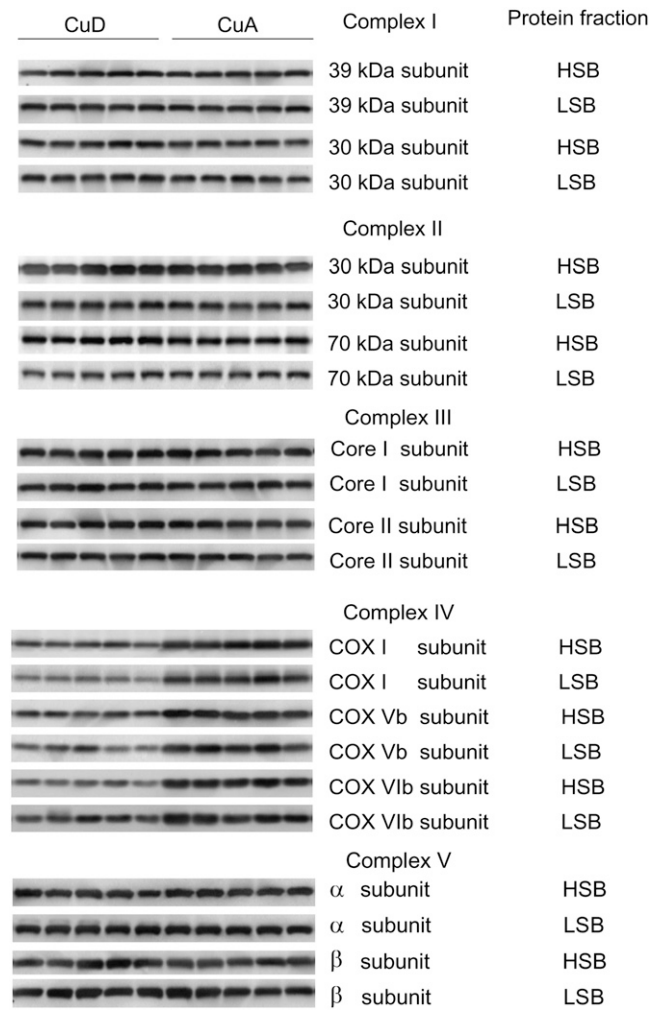 CuD CuA Complex I Protein fraction
39 kDa subunit HSB
39 kDa subunit LSB
30 kDa subunit HSB
30 kDa subunit LSB
Complex II
30 kDa subunit HSB
30 kDa subunit LSB
70 kDa subunit HSB
70 kDa subunit LSB
Complex III
Core I subunit HSB
Core I subunit LSB
Core II subunit HSB
Core II subunit LSB
Complex IV
COX I subunit HSB
COX I subunit LSB
COX Vb subunit HSB
COX Vb subunit LSB
COX VIb subunit HSB
COX VIb subunit LSB
Complex V
α subunit HSB
α subunit LSB
β subunit HSB
β subunit LSB